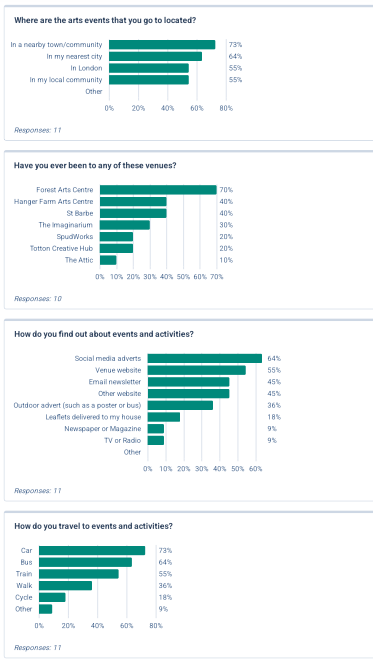 Where are the arts events that you go to located?
In a nearby town/community 73%
In my nearest city 64%
In London 55%
In my local community 55%
Other
0% 20% 40% 60% 80%
Responses: 11
Have you ever been to any of these venues?
Forest Arts Centre 70%
Hanger Farm Arts Centre 40%
St Barbe 40%
The Imaginarium 30%
SpudWorks 20%
Totton Creative Hub 20%
The Attic 10%
0% 10% 20% 30% 40% 50% 60% 70%
Responses: 10
How do you find out about events and activities?
Social media adverts 64%
Venue website 55%
Email newsletter 45%
Other website 45%
Outdoor advert (such as a poster or bus) 36%
Leaflets delivered to my house 18%
Newspaper or Magazine 9%
TV or Radio 9%
Other
0% 10% 20% 30% 40% 50% 60%
Responses: 11
How do you travel to events and activities?
Car 73%
Bus 64%
Train 55%
Walk 36%
Cycle 18%
Other 9%
0% 20% 40% 60% 80%
Responses: 11